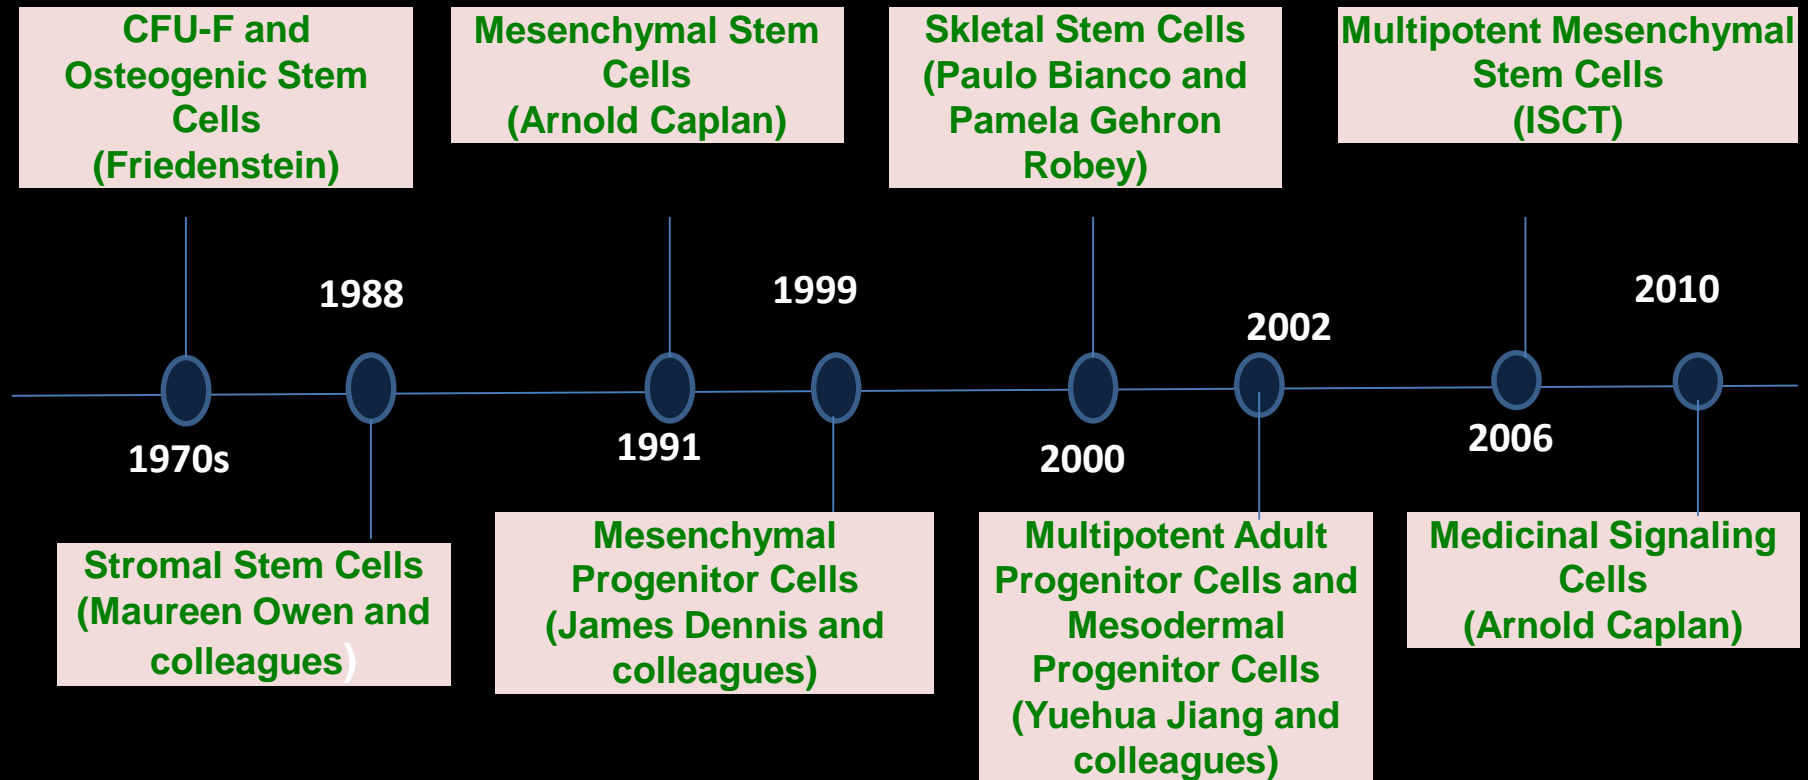 CFU-F and
Osteogenic Stem
Cells
(Friedenstein)
Mesenchymal Stem
Cells
(Arnold Caplan)
Skletal Stem Cells
(Paulo Bianco and
Pamela Gehron
Robey)
Multipotent Mesenchymal
Stem Cells
(ISCT)
1988
1999
2002
2010
1970s
1991
2000
2006
Stromal Stem Cells
(Maureen Owen and
colleagues)
Mesenchymal
Progenitor Cells
(James Dennis and
colleagues)
Multipotent Adult
Progenitor Cells and
Mesodermal
Progenitor Cells
(Yuehua Jiang and
colleagues)
Medicinal Signaling
Cells
(Arnold Caplan)